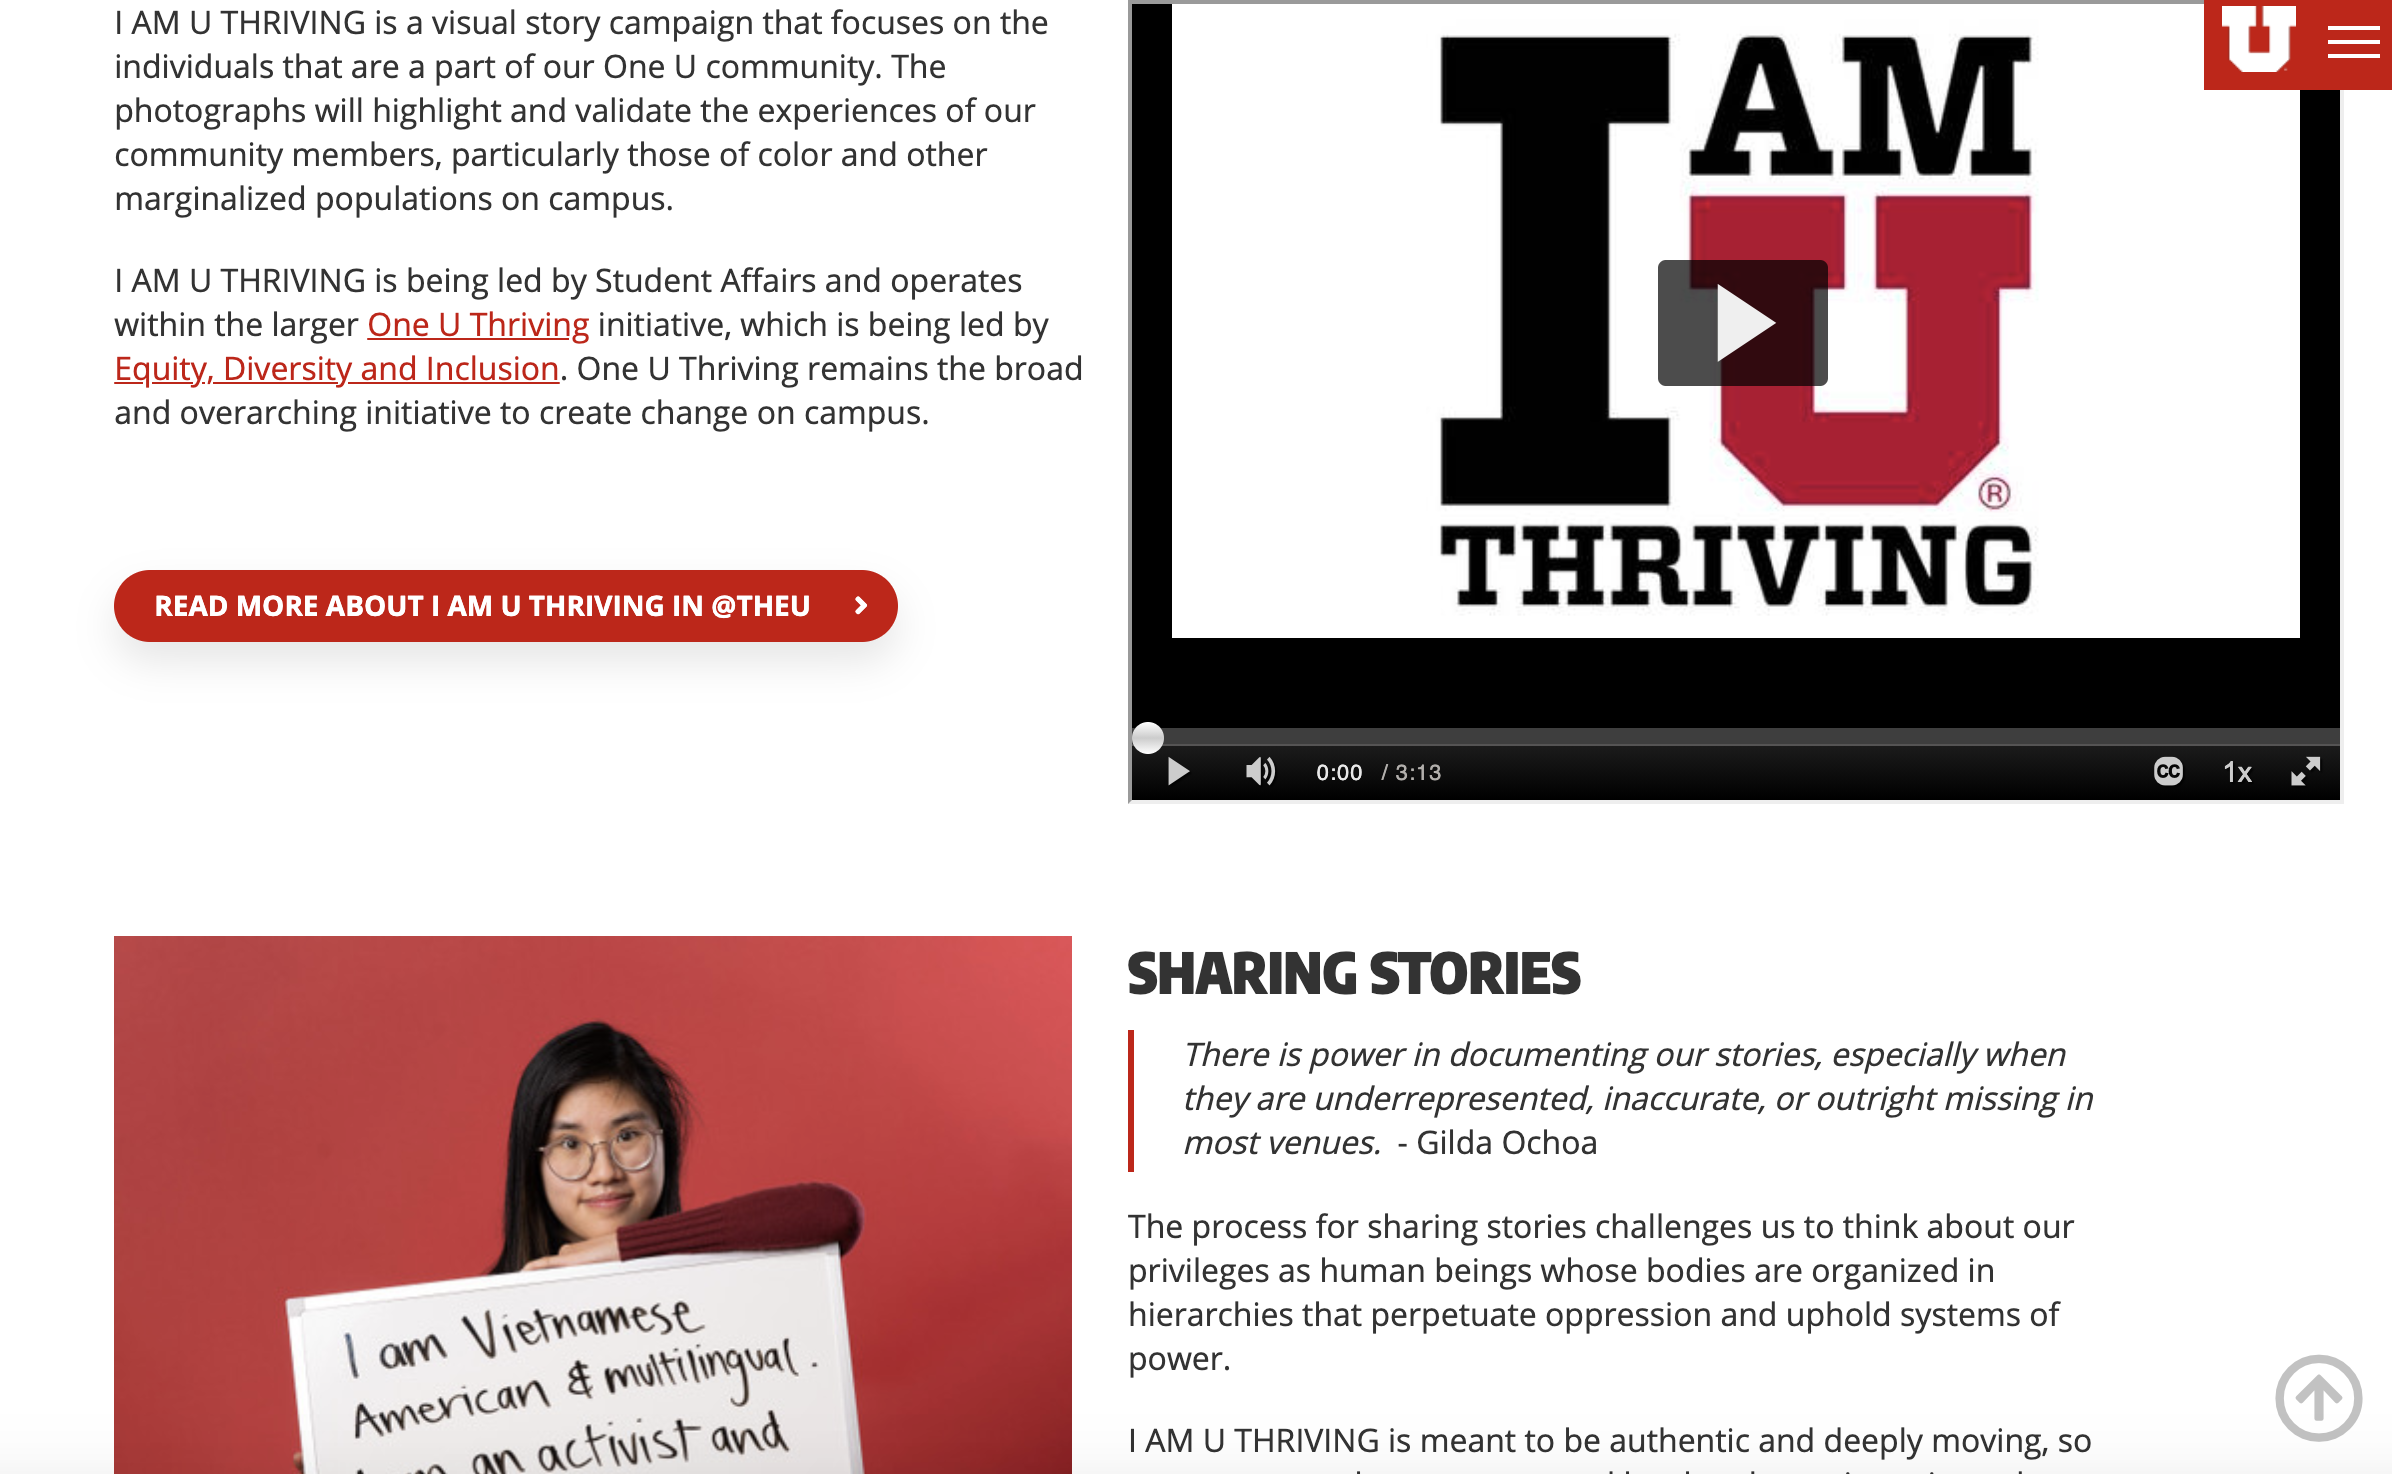 I AM U THRIVING is a visual story campaign that focuses on the
individuals that are a part of our One U community. The
photographs will highlight and validate the experiences of our
community members, particularly those of color and other
marginalized populations on campus.
I AM U THRIVING is being led by Student Affairs and operates
within the larger One U Thriving initiative, which is being led by
Equity, Diversity and Inclusion. One U Thriving remains the broad
and overarching initiative to create change on campus.
READ MORE ABOUT I AM U THRIVING IN @THEU
I AM
U ®
THRIVING
U
0:00 / 3:13
CC 1x
I am Vietnamese
American & multilingual.
an activist and
SHARING STORIES
There is power in documenting our stories, especially when
they are underrepresented, inaccurate, or outright missing in
most venues. - Gilda Ochoa
The process for sharing stories challenges us to think about our
privileges as human beings whose bodies are organized in
hierarchies that perpetuate oppression and uphold systems of
power.
I AM U THRIVING is meant to be authentic and deeply moving, so